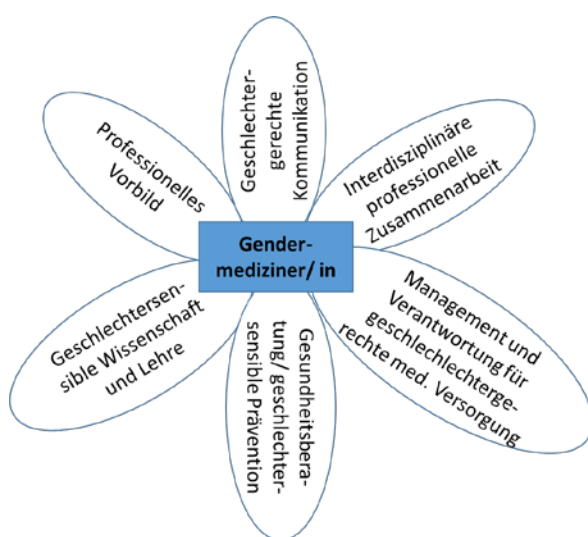 Geschlechter-
gerechte
Kommunikation
Interdisziplinäre
professionelle
Zusammenarbeit
Professionelles
Vorbild
Gender-
mediziner/ in
Geschlechtersen-
sible Wissenschaft
und Lehre
Gesundheitsbera-
tung/ geschlechter-
sensible Prävention
Management und
Verantwortung für
geschlechlechterge-
rechte med. Versorgung